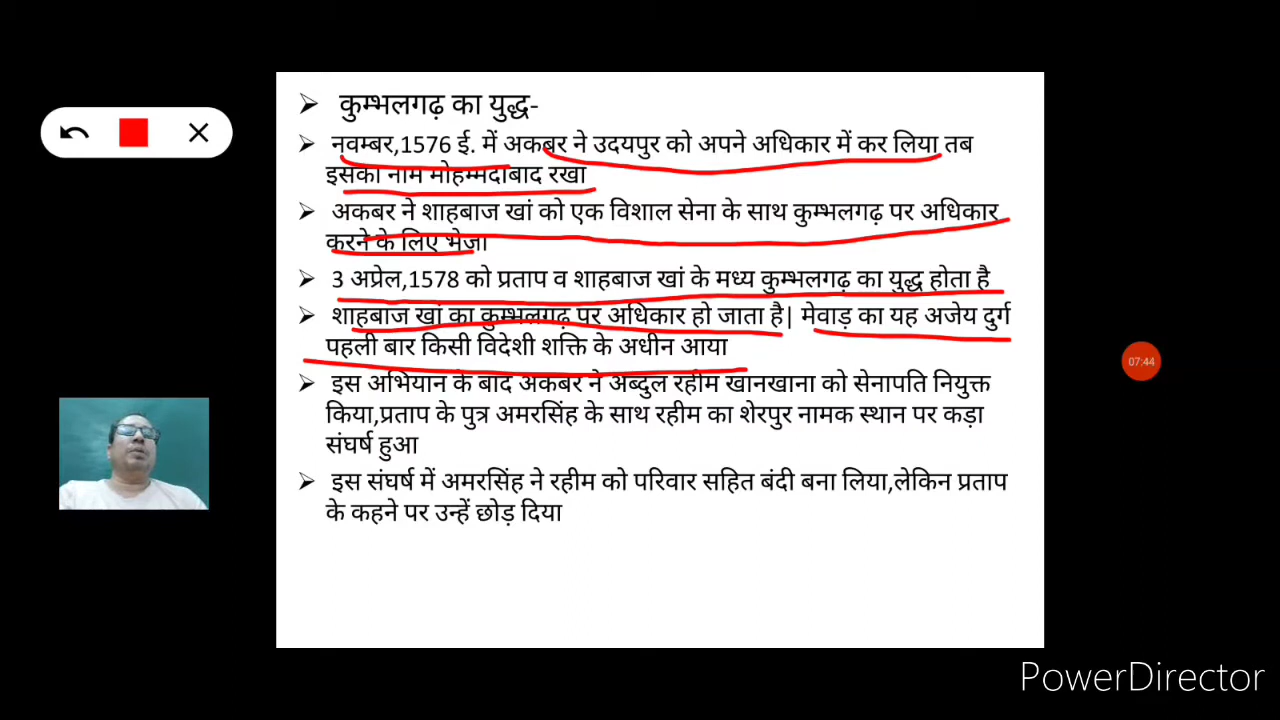 ➢ कुम्भलगढ़ का युद्ध-
➢ नवम्बर,1576 ई. में अकबर ने उदयपुर को अपने अधिकार में कर लिया तब
इसका नाम मोहम्मदाबाद रखा
➢ अकबर ने शाहबाज खां को एक विशाल सेना के साथ कुम्भलगढ़ पर अधिकार
करने के लिए भेजा
➢ 3 अप्रेल,1578 को प्रताप व शाहबाज खां के मध्य कुम्भलगढ़ का युद्ध होता है
➢ शाहबाज खां का कुम्भलगढ़ पर अधिकार हो जाता है| मेवाड़ का यह अजेय दुर्ग
पहली बार किसी विदेशी शक्ति के अधीन आया
➢ इस अभियान के बाद अकबर ने अब्दुल रहीम खानखाना को सेनापति नियुक्त
किया,प्रताप के पुत्र अमरसिंह के साथ रहीम का शेरपुर नामक स्थान पर कड़ा
संघर्ष हुआ
➢ इस संघर्ष में अमरसिंह ने रहीम को परिवार सहित बंदी बना लिया,लेकिन प्रताप
के कहने पर उन्हें छोड़ दिया
07:44
PowerDirector